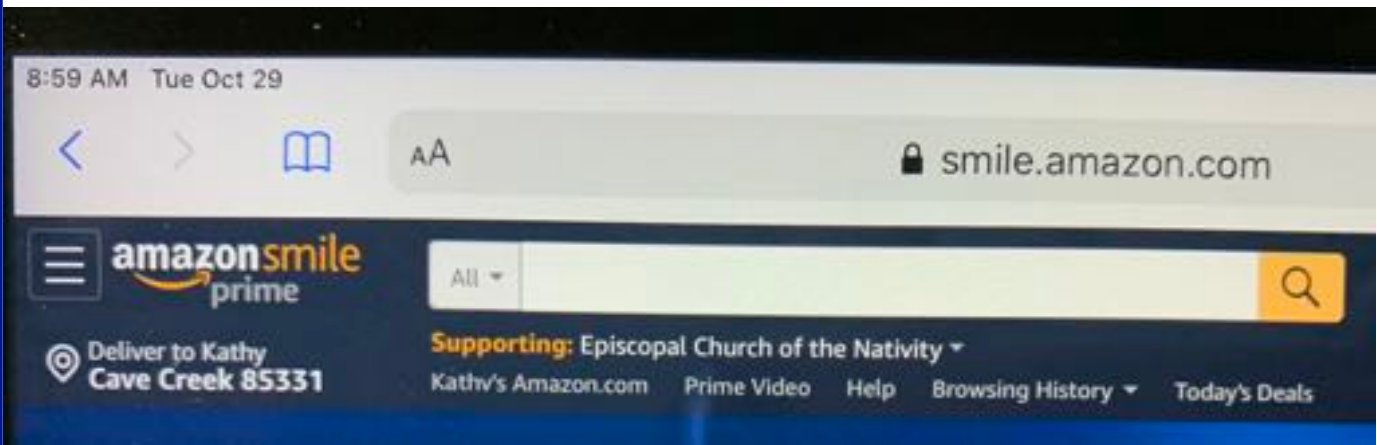 8:59 AM Tue Oct 29
AA smile.amazon.com
amazonsmile
prime
All
Deliver to Kathy
Cave Creek 85331
Supporting: Episcopal Church of the Nativity
Kathy's Amazon.com Prime Video Help Browsing History Today's Deals